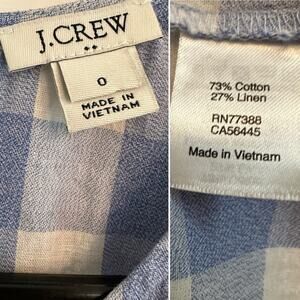 J.CREW
0
MADE IN
VIETNAM
73% Cotton
27% Linen
RN77388
CA56445
Made in Vietnam